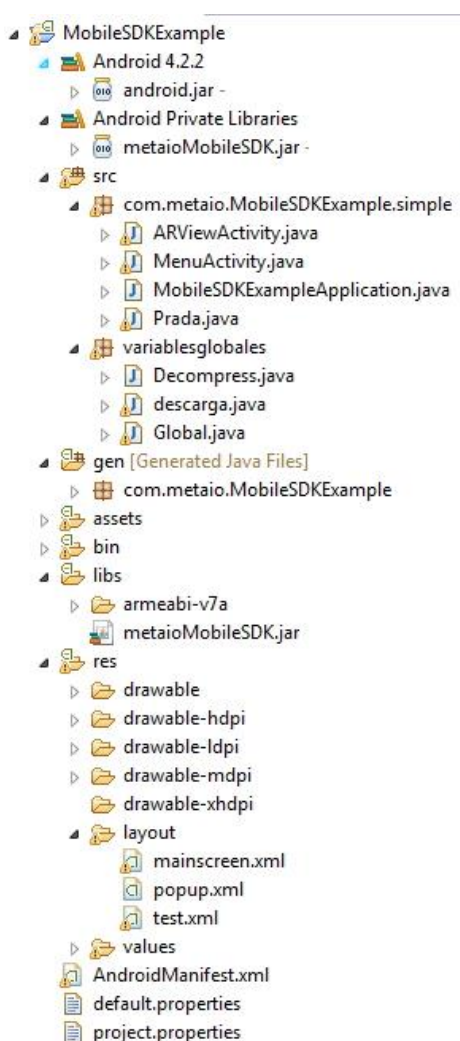 MobileSDKExample
Android 4.2.2
android.jar -
Android Private Libraries
metaioMobileSDK.jar -
src
com.metaio.MobileSDKExample.simple
ARViewActivity.java
MenuActivity.java
MobileSDKExampleApplication.java
Prada.java
variablesglobales
Decompress.java
descarga.java
Global.java
gen [Generated Java Files]
com.metaio.MobileSDKExample
assets
bin
libs
armeabi-v7a
metaioMobileSDK.jar
res
drawable
drawable-hdpi
drawable-ldpi
drawable-mdpi
drawable-xhdpi
layout
mainscreen.xml
popup.xml
test.xml
values
AndroidManifest.xml
default.properties
project.properties